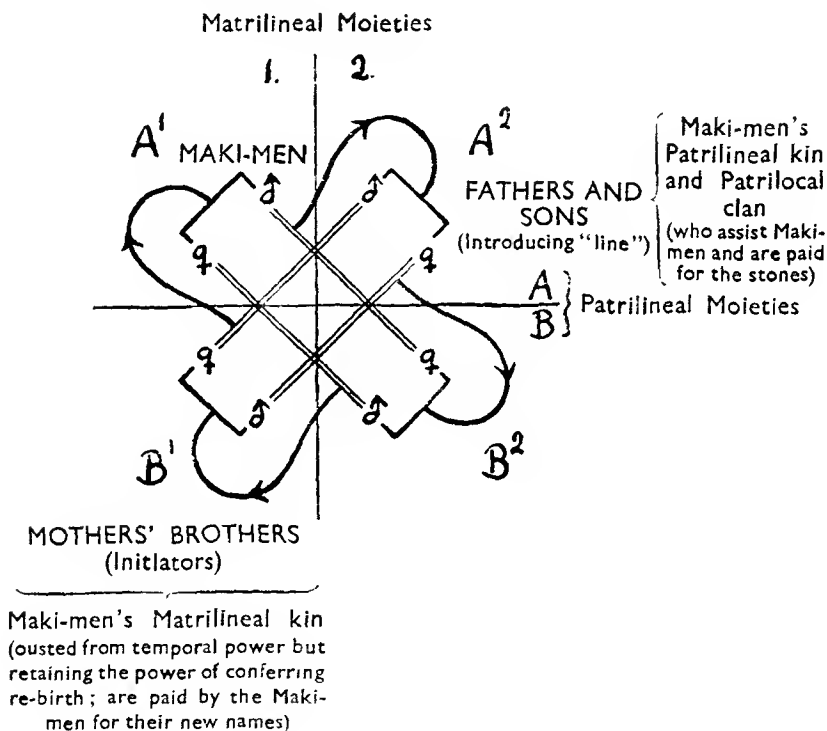 Matrilineal Moieties
1. 2.
A¹ MAKI-MEN
A²
FATHERS AND
SONS
(Introducing "line")
Maki-men's
Patrilineal kin
and Patrilocal
clan
(who assist Maki-
men and are paid
for the stones)
A
B
Patrilineal Moieties
♂ ♂
♀ ♀
♀ ♀
♂ ♂
B¹
B²
MOTHERS' BROTHERS
(Initiators)
Maki-men's Matrilineal kin
(ousted from temporal power but
retaining the power of conferring
re-birth; are paid by the Maki-
men for their new names)